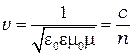 υ = 1/√(ε₀εμ₀μ) = c/n